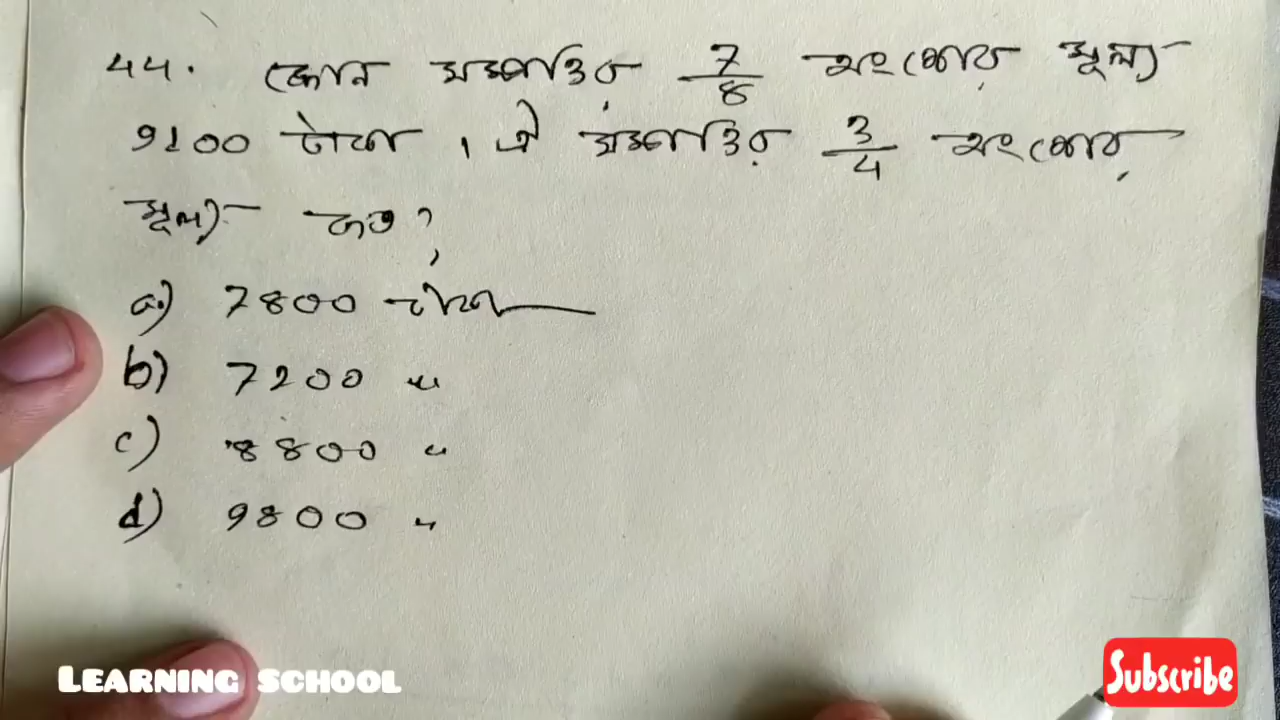 44. কোন সম্পত্তির 7/8 অংশের মূল্য
9100 টাকা । ঐ সম্পত্তির 3/4 অংশের
মূল্য কত?
a) 7800 টাকা
b) 7200 "
c) 8800 "
d) 9800 "
LEARNING SCHOOL
Subscribe